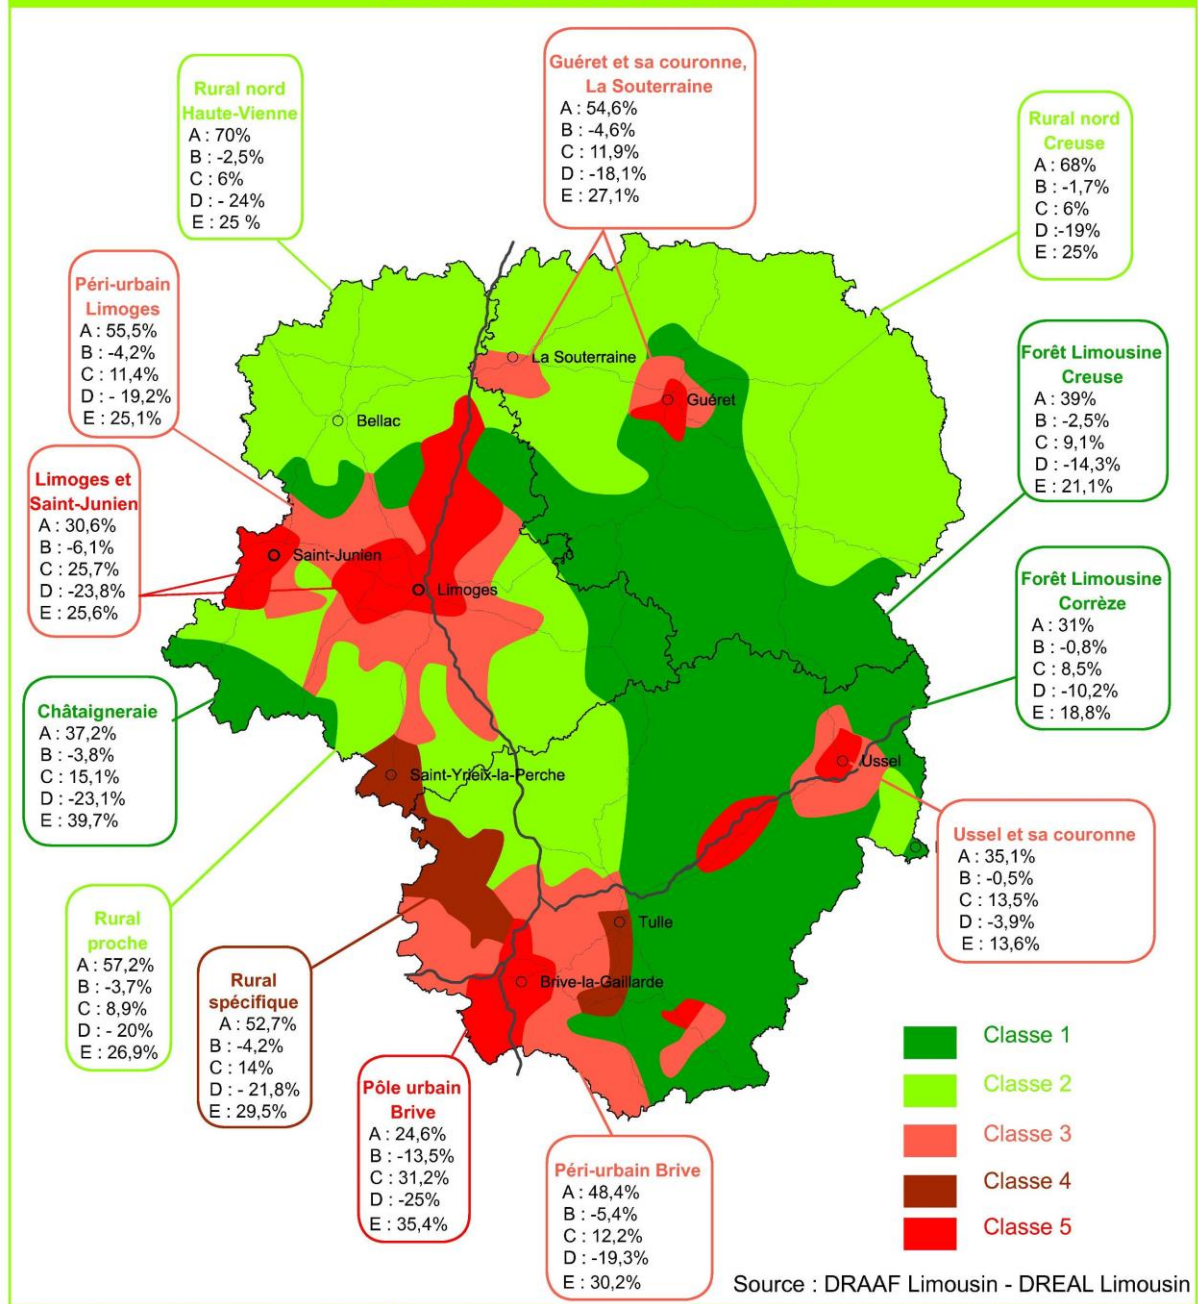 Rural nord
Haute-Vienne
A : 70%
B : -2,5%
C : 6%
D : - 24%
E : 25 %
Guéret et sa couronne,
La Souterraine
A : 54,6%
B : -4,6%
C : 11,9%
D : -18,1%
E : 27,1%
Rural nord
Creuse
A : 68%
B : -1,7%
C : 6%
D : -19%
E : 25%
Péri-urbain
Limoges
A : 55,5%
B : -4,2%
C : 11,4%
D : - 19,2%
E : 25,1%
Forêt Limousine
Creuse
A : 39%
B : -2,5%
C : 9,1%
D : -14,3%
E : 21,1%
Limoges et
Saint-Junien
A : 30,6%
B : -6,1%
C : 25,7%
D : -23,8%
E : 25,6%
Forêt Limousine
Corrèze
A : 31%
B : -0,8%
C : 8,5%
D : -10,2%
E : 18,8%
Châtaigneraie
A : 37,2%
B : -3,8%
C : 15,1%
D : -23,1%
E : 39,7%
La Souterraine
Guéret
Bellac
Saint-Junien
Limoges
Saint-Yrieix-la-Perche
Ussel
Tulle
Brive-la-Gaillarde
Ussel et sa couronne
A : 35,1%
B : -0,5%
C : 13,5%
D : -3,9%
E : 13,6%
Rural
proche
A : 57,2%
B : -3,7%
C : 8,9%
D : - 20%
E : 26,9%
Rural
spécifique
A : 52,7%
B : -4,2%
C : 14%
D : - 21,8%
E : 29,5%
Pôle urbain
Brive
A : 24,6%
B : -13,5%
C : 31,2%
D : -25%
E : 35,4%
Péri-urbain Brive
A : 48,4%
B : -5,4%
C : 12,2%
D : -19,3%
E : 30,2%
Classe 1
Classe 2
Classe 3
Classe 4
Classe 5
Source : DRAAF Limousin - DREAL Limousin